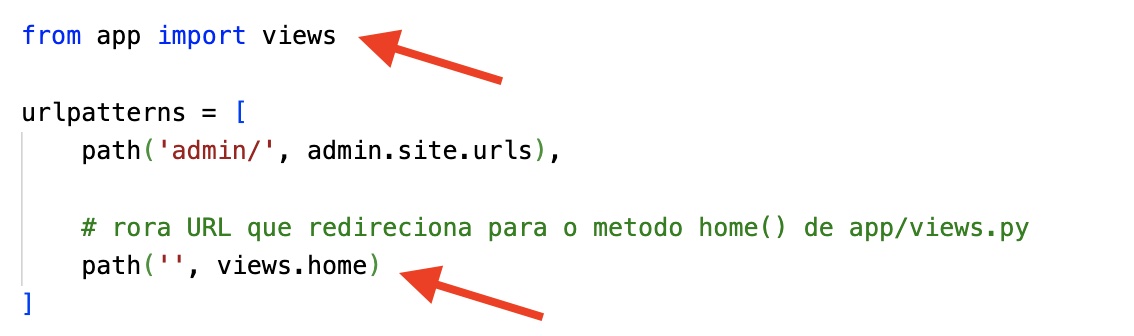 from app import views
urlpatterns = [
path('admin/', admin.site.urls),
# rora URL que redireciona para o metodo home() de app/views.py
path('', views.home)
]